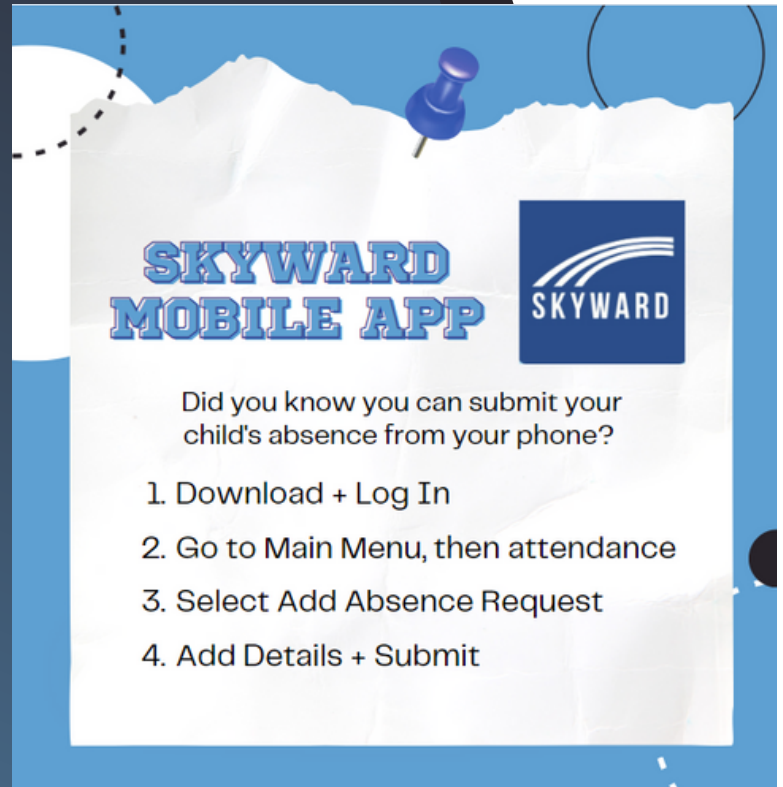 SKYWARD
MOBILE APP
SKYWARD
Did you know you can submit your
child's absence from your phone?
1. Download + Log In
2. Go to Main Menu, then attendance
3. Select Add Absence Request
4. Add Details + Submit